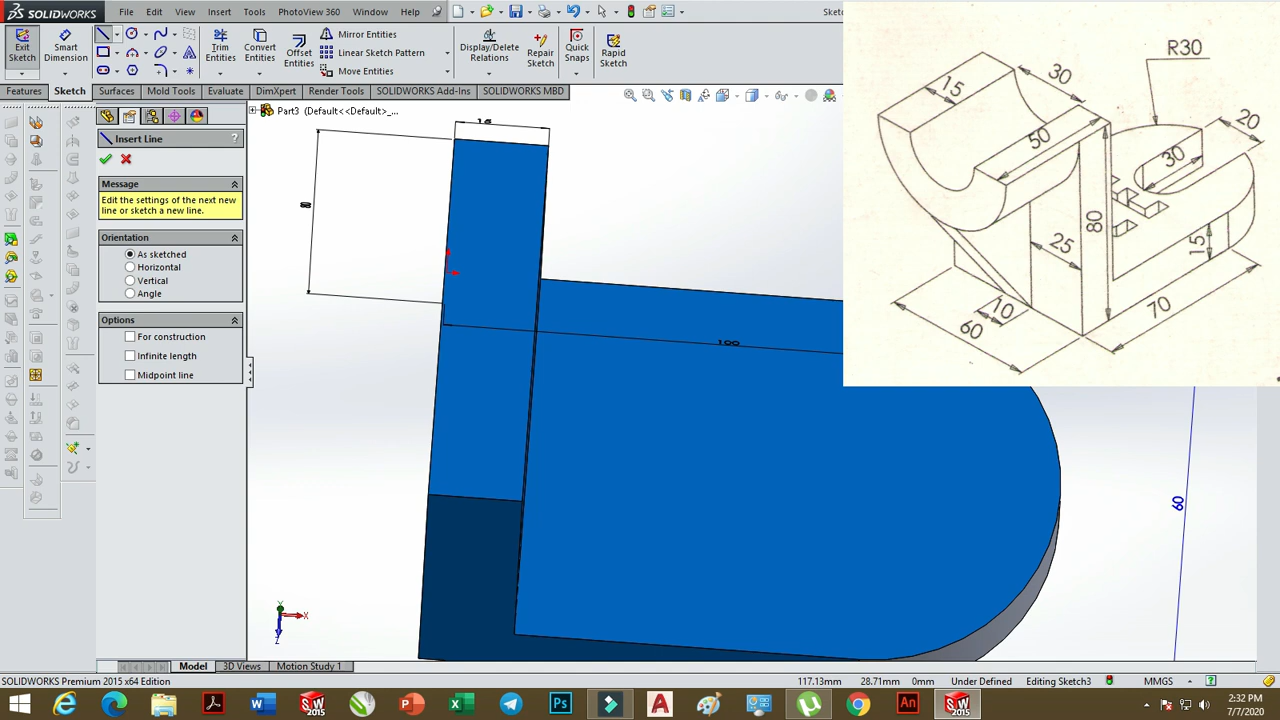 SOLIDWORKS File Edit View Insert Tools PhotoView 360 Window Help
Exit Sketch
Smart Dimension
Trim Entities
Convert Entities
Offset Entities
Mirror Entities
Linear Sketch Pattern
Move Entities
Display/Delete Relations
Repair Sketch
Quick Snaps
Rapid Sketch
Features Sketch Surfaces Mold Tools Evaluate DimXpert Render Tools SOLIDWORKS Add-Ins SOLIDWORKS MBD
Part3 (Default<<Default>_...
Insert Line ?
Message
Edit the settings of the next new line or sketch a new line.
Orientation
As sketched
Horizontal
Vertical
Angle
Options
For construction
Infinite length
Midpoint line
60
X
Y
Z
R30
15
30
50
20
30
80
25
15
10
60
70
Model 3D Views Motion Study 1
SOLIDWORKS Premium 2015 x64 Edition 117.13mm 28.71mm 0mm Under Defined Editing Sketch3 MMGS
2:32 PM
7/7/2020